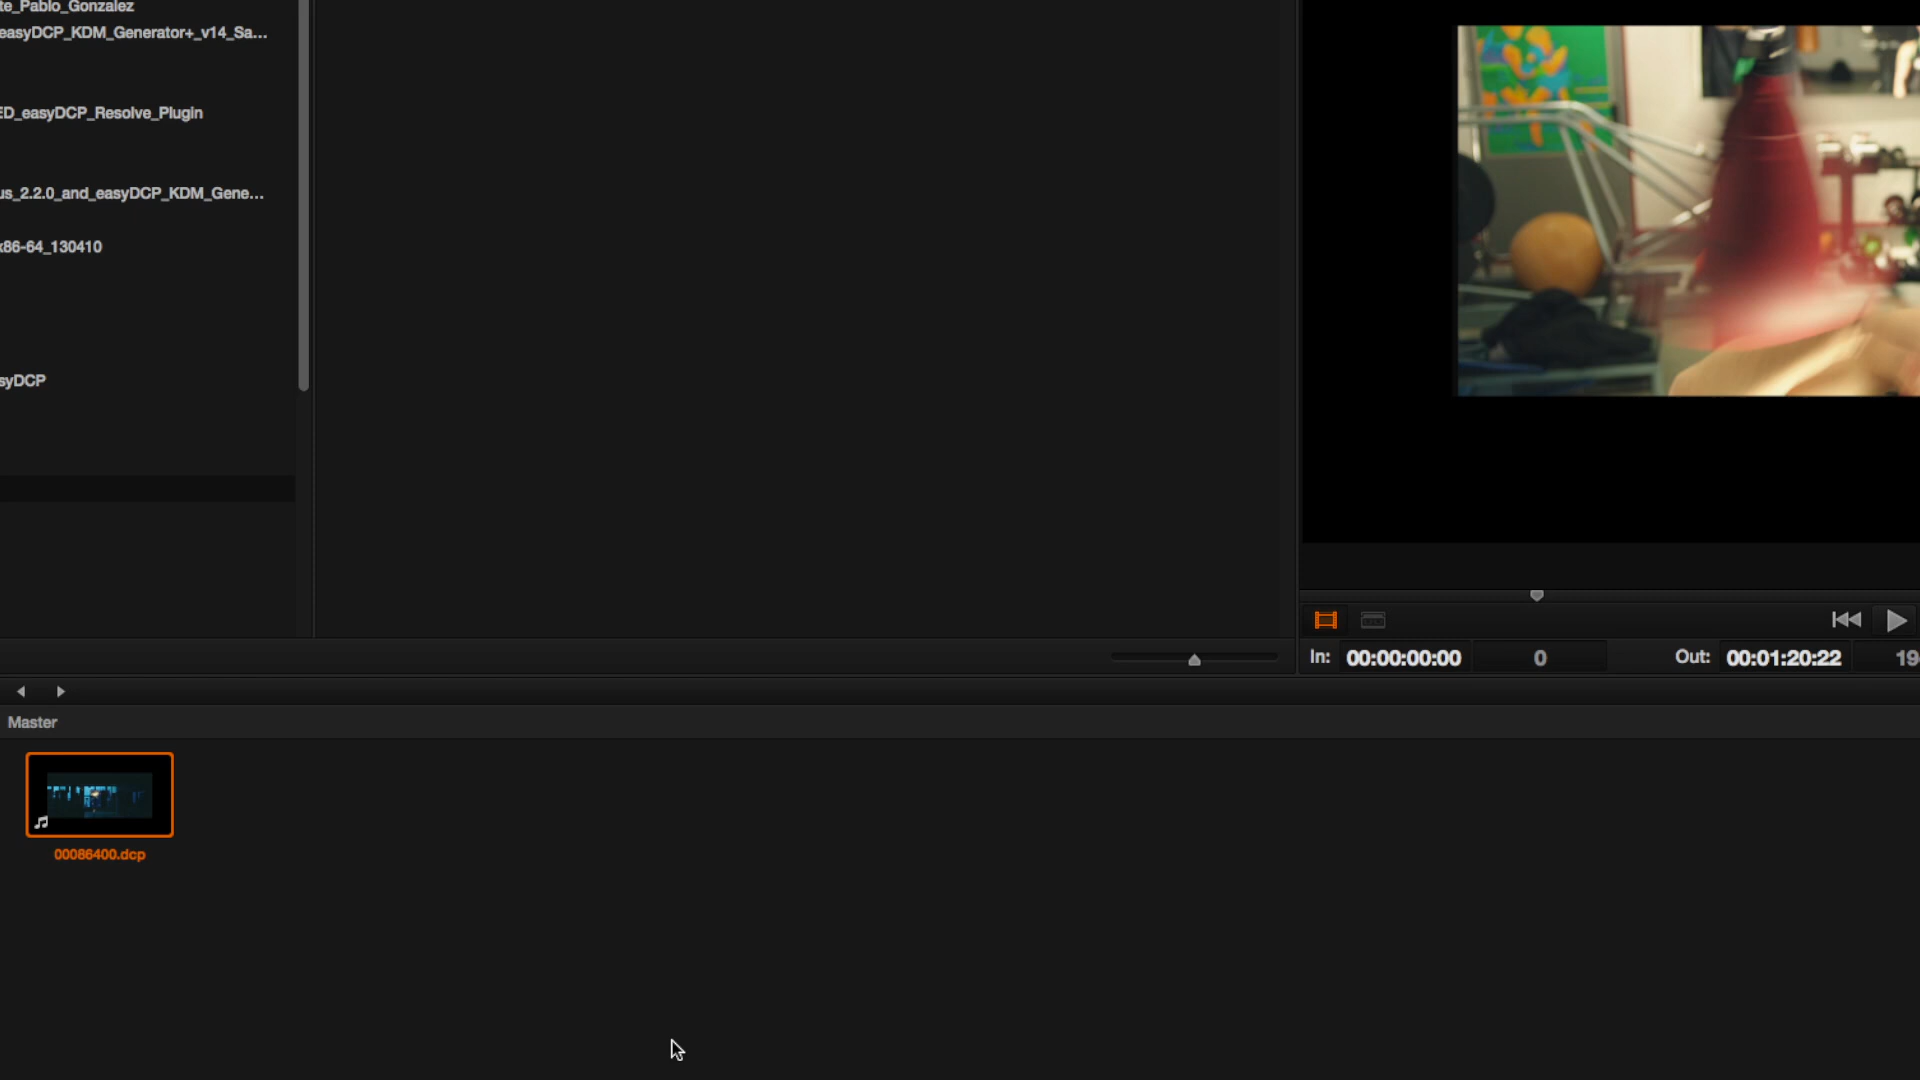 te_Pablo_Gonzalez
easyDCP_KDM_Generator+_v14_Sa...
ED_easyDCP_Resolve_Plugin
us_2.2.0_and_easyDCP_KDM_Gene...
x86-64_130410
syDCP
In: 00:00:00:00 0 Out: 00:01:20:22 19
Master
00086400.dcp